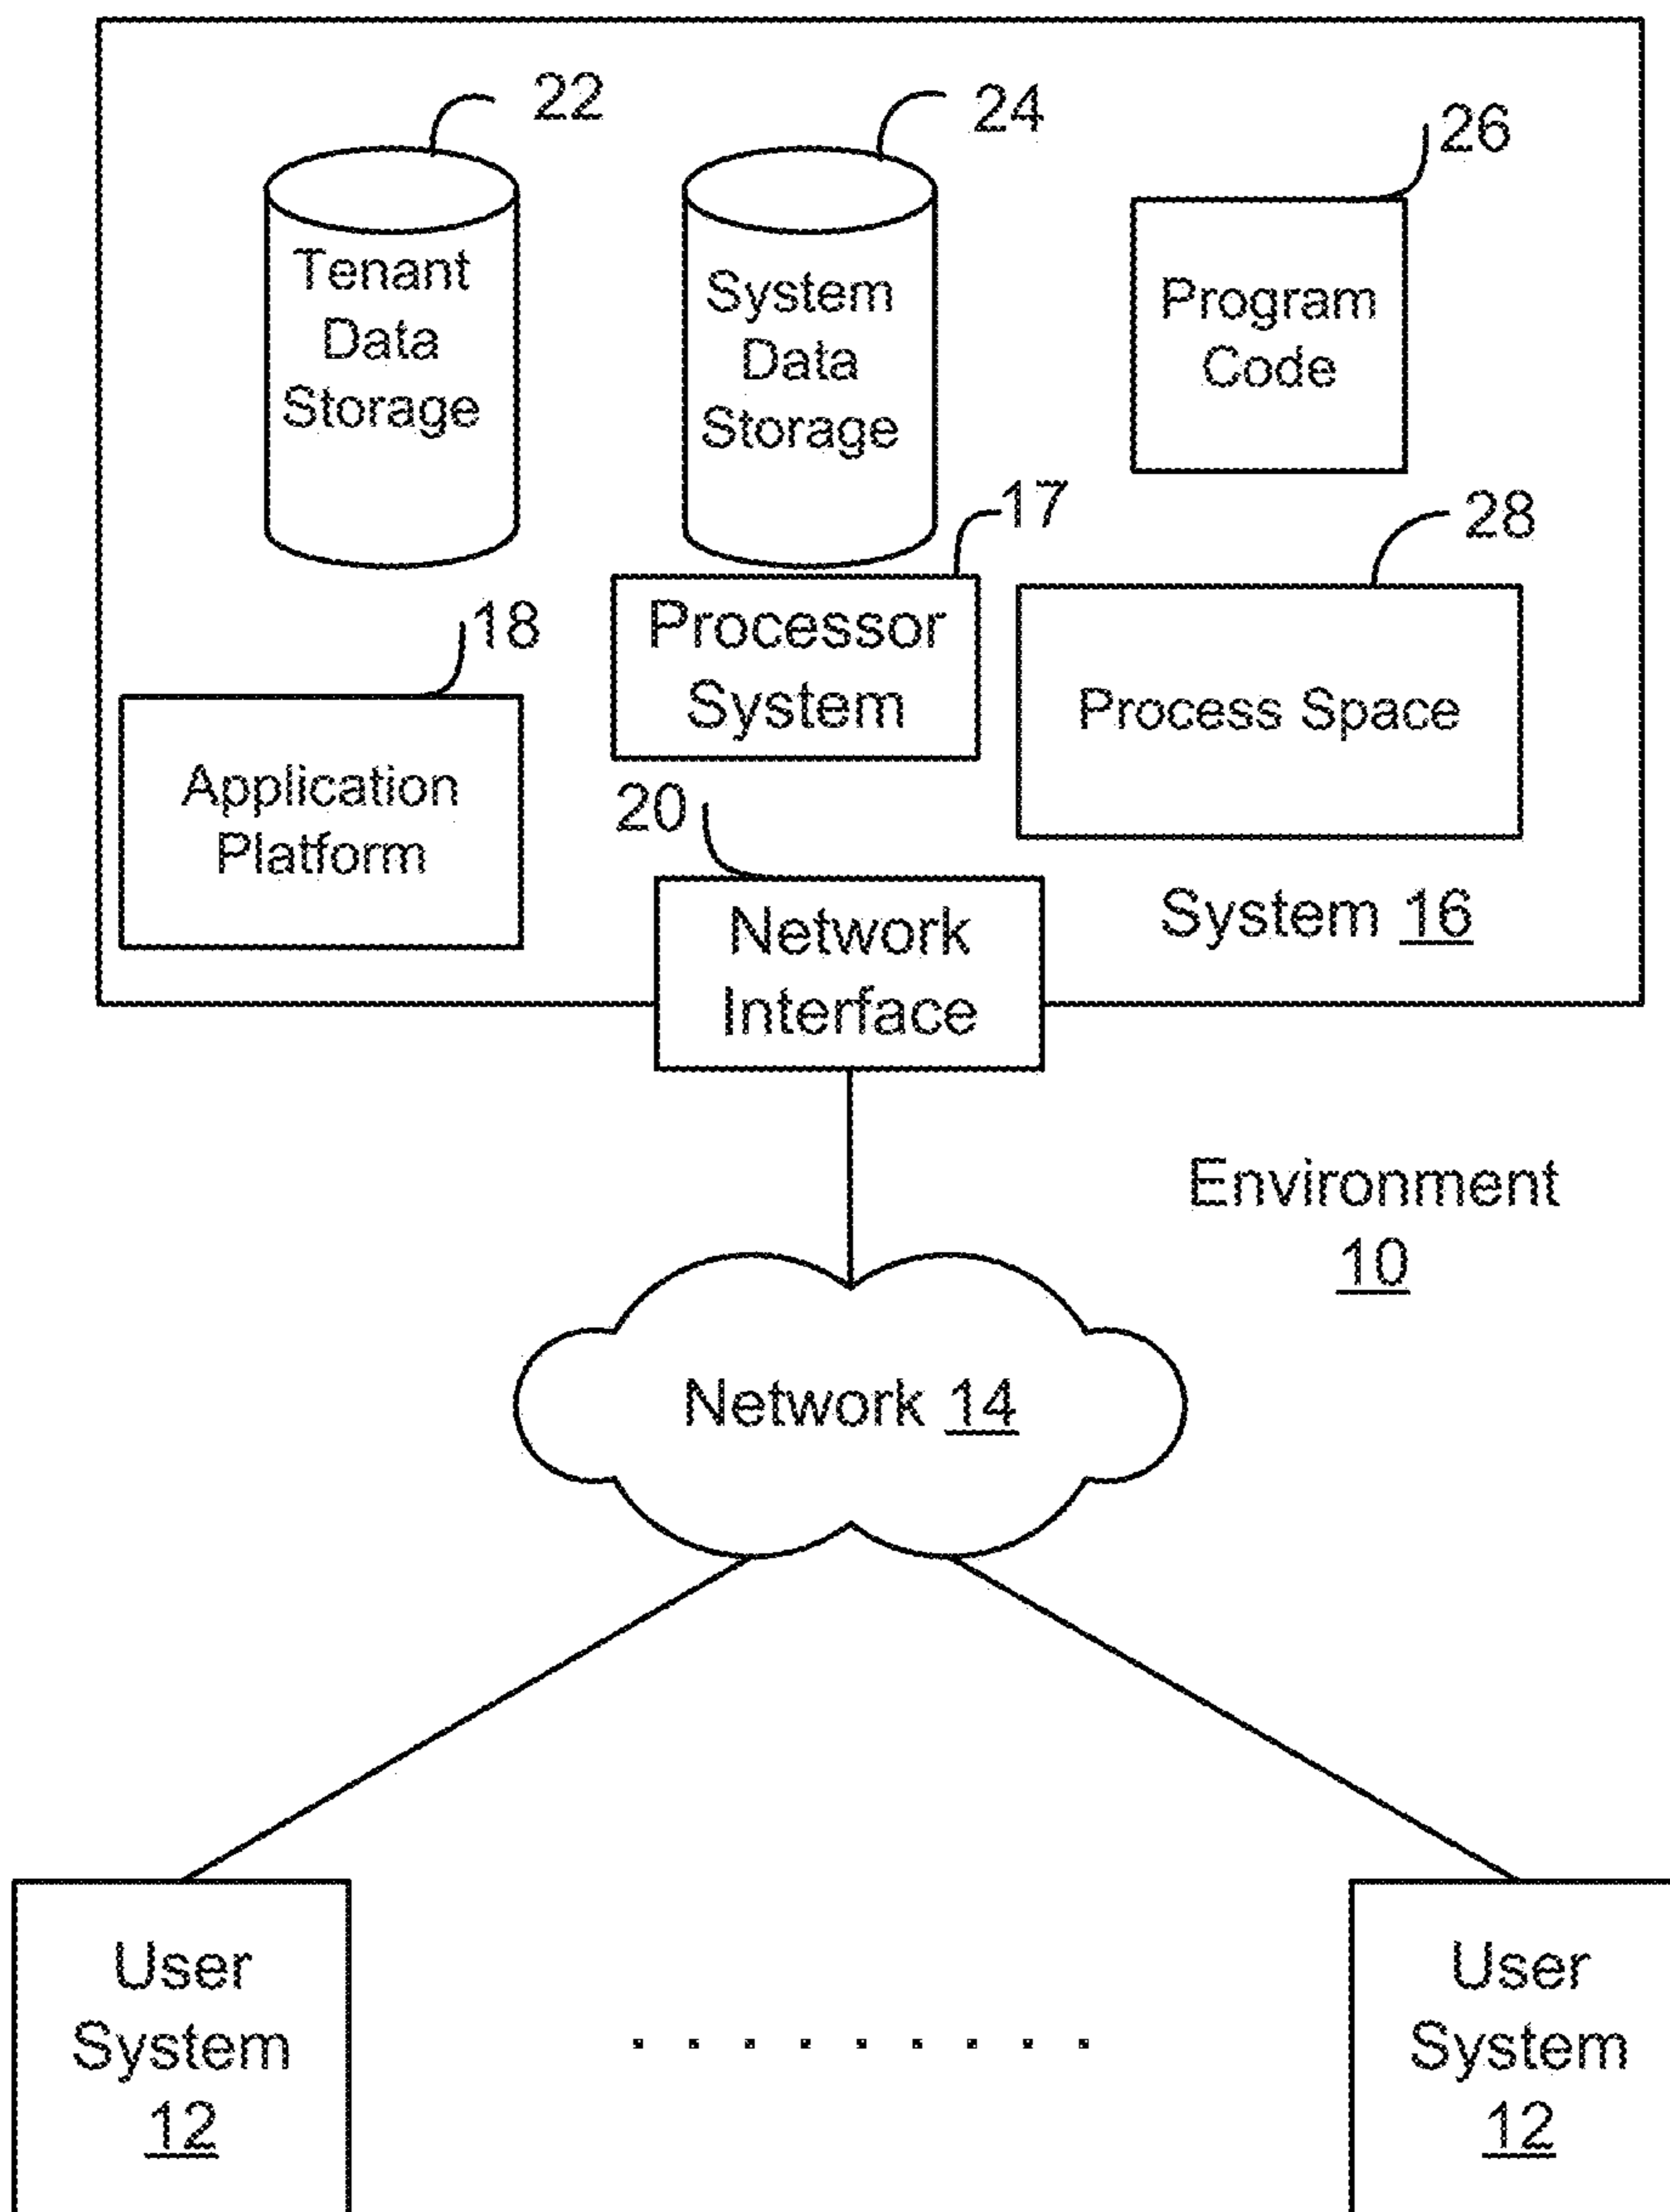 22
24
26
Tenant
Data
Storage
System
Data
Storage
Program
Code
17
28
18
Processor
System
Process Space
Application
Platform
20
Network
Interface
System 16
Environment
10
Network 14
User
System
12
User
System
12